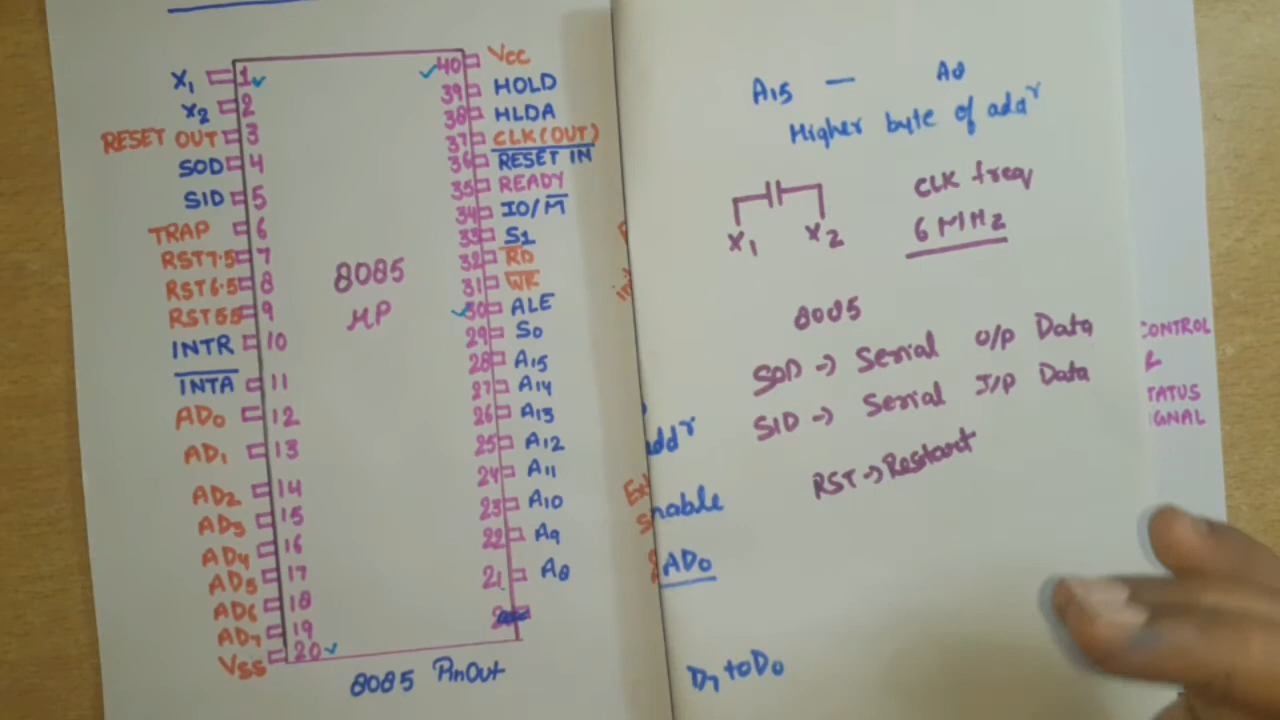 X1 1 40 Vcc
X2 2 39 HOLD
RESET OUT 3 38 HLDA
SOD 4 37 CLK(OUT)
SID 5 36 RESET IN
TRAP 6 35 READY
RST7.5 7 34 IO/M
RST6.5 8 33 S1
RST5.5 9 32 RD
INTR 10 31 WR
INTA 11 30 ALE
AD0 12 29 S0
AD1 13 28 A15
AD2 14 27 A14
AD3 15 26 A13
AD4 16 25 A12
AD5 17 24 A11
AD6 18 23 A10
AD7 19 22 A9
VSS 20 21 A8
8085
MP
8085 PinOut
A15 — A8
Higher byte of addr
X1 X2
CLK freq
6 MHz
8085
SOD → Serial O/p Data
SID → Serial I/p Data
RST → Restart
addr
nable
AD0
D7 to D0
CONTROL
&
TATUS
IGNAL